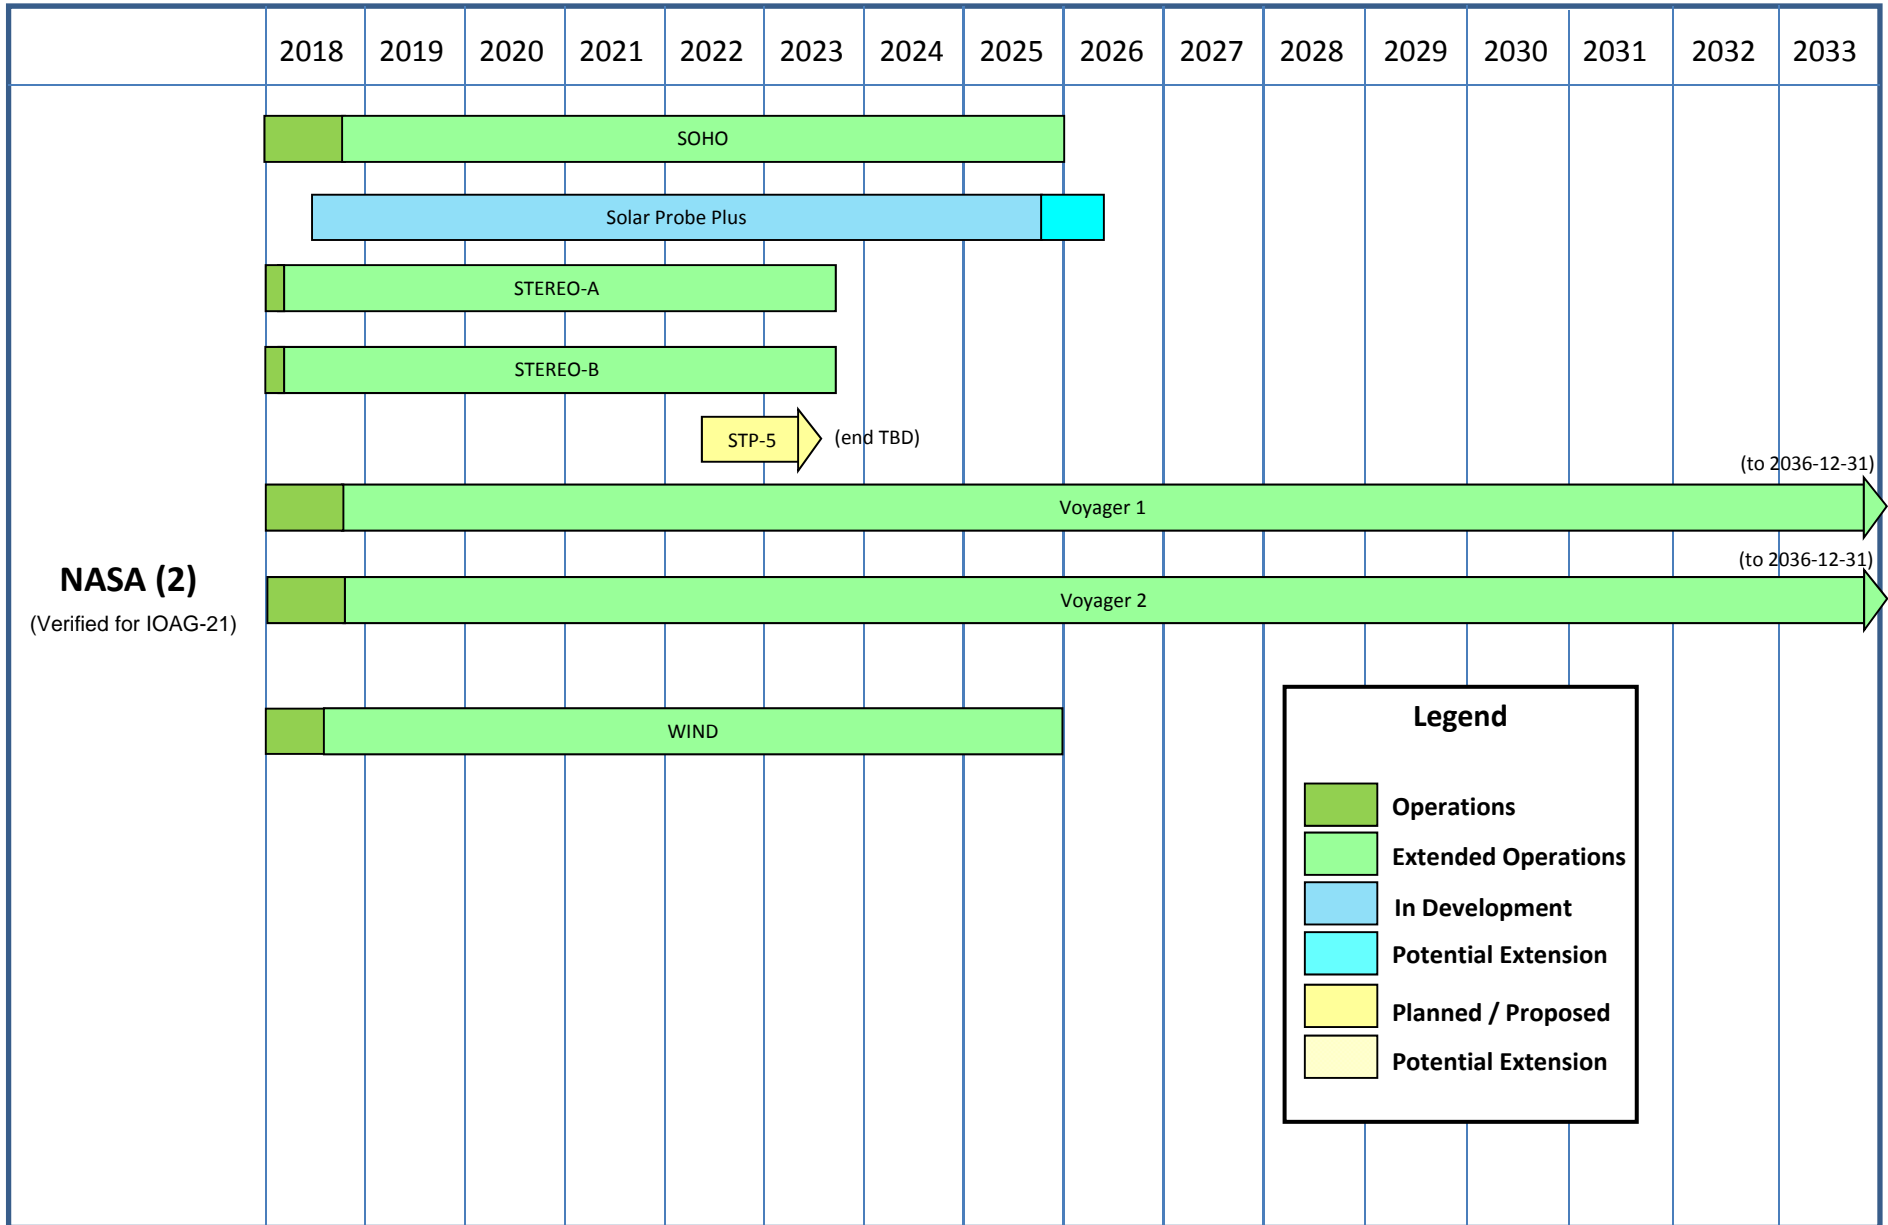 2018 2019 2020 2021 2022 2023 2024 2025 2026 2027 2028 2029 2030 2031 2032 2033
SOHO
Solar Probe Plus
STEREO-A
STEREO-B
STP-5 (end TBD)
(to 2036-12-31)
Voyager 1
(to 2036-12-31)
Voyager 2
NASA (2)
(Verified for IOAG-21)
WIND
Legend
Operations
Extended Operations
In Development
Potential Extension
Planned / Proposed
Potential Extension